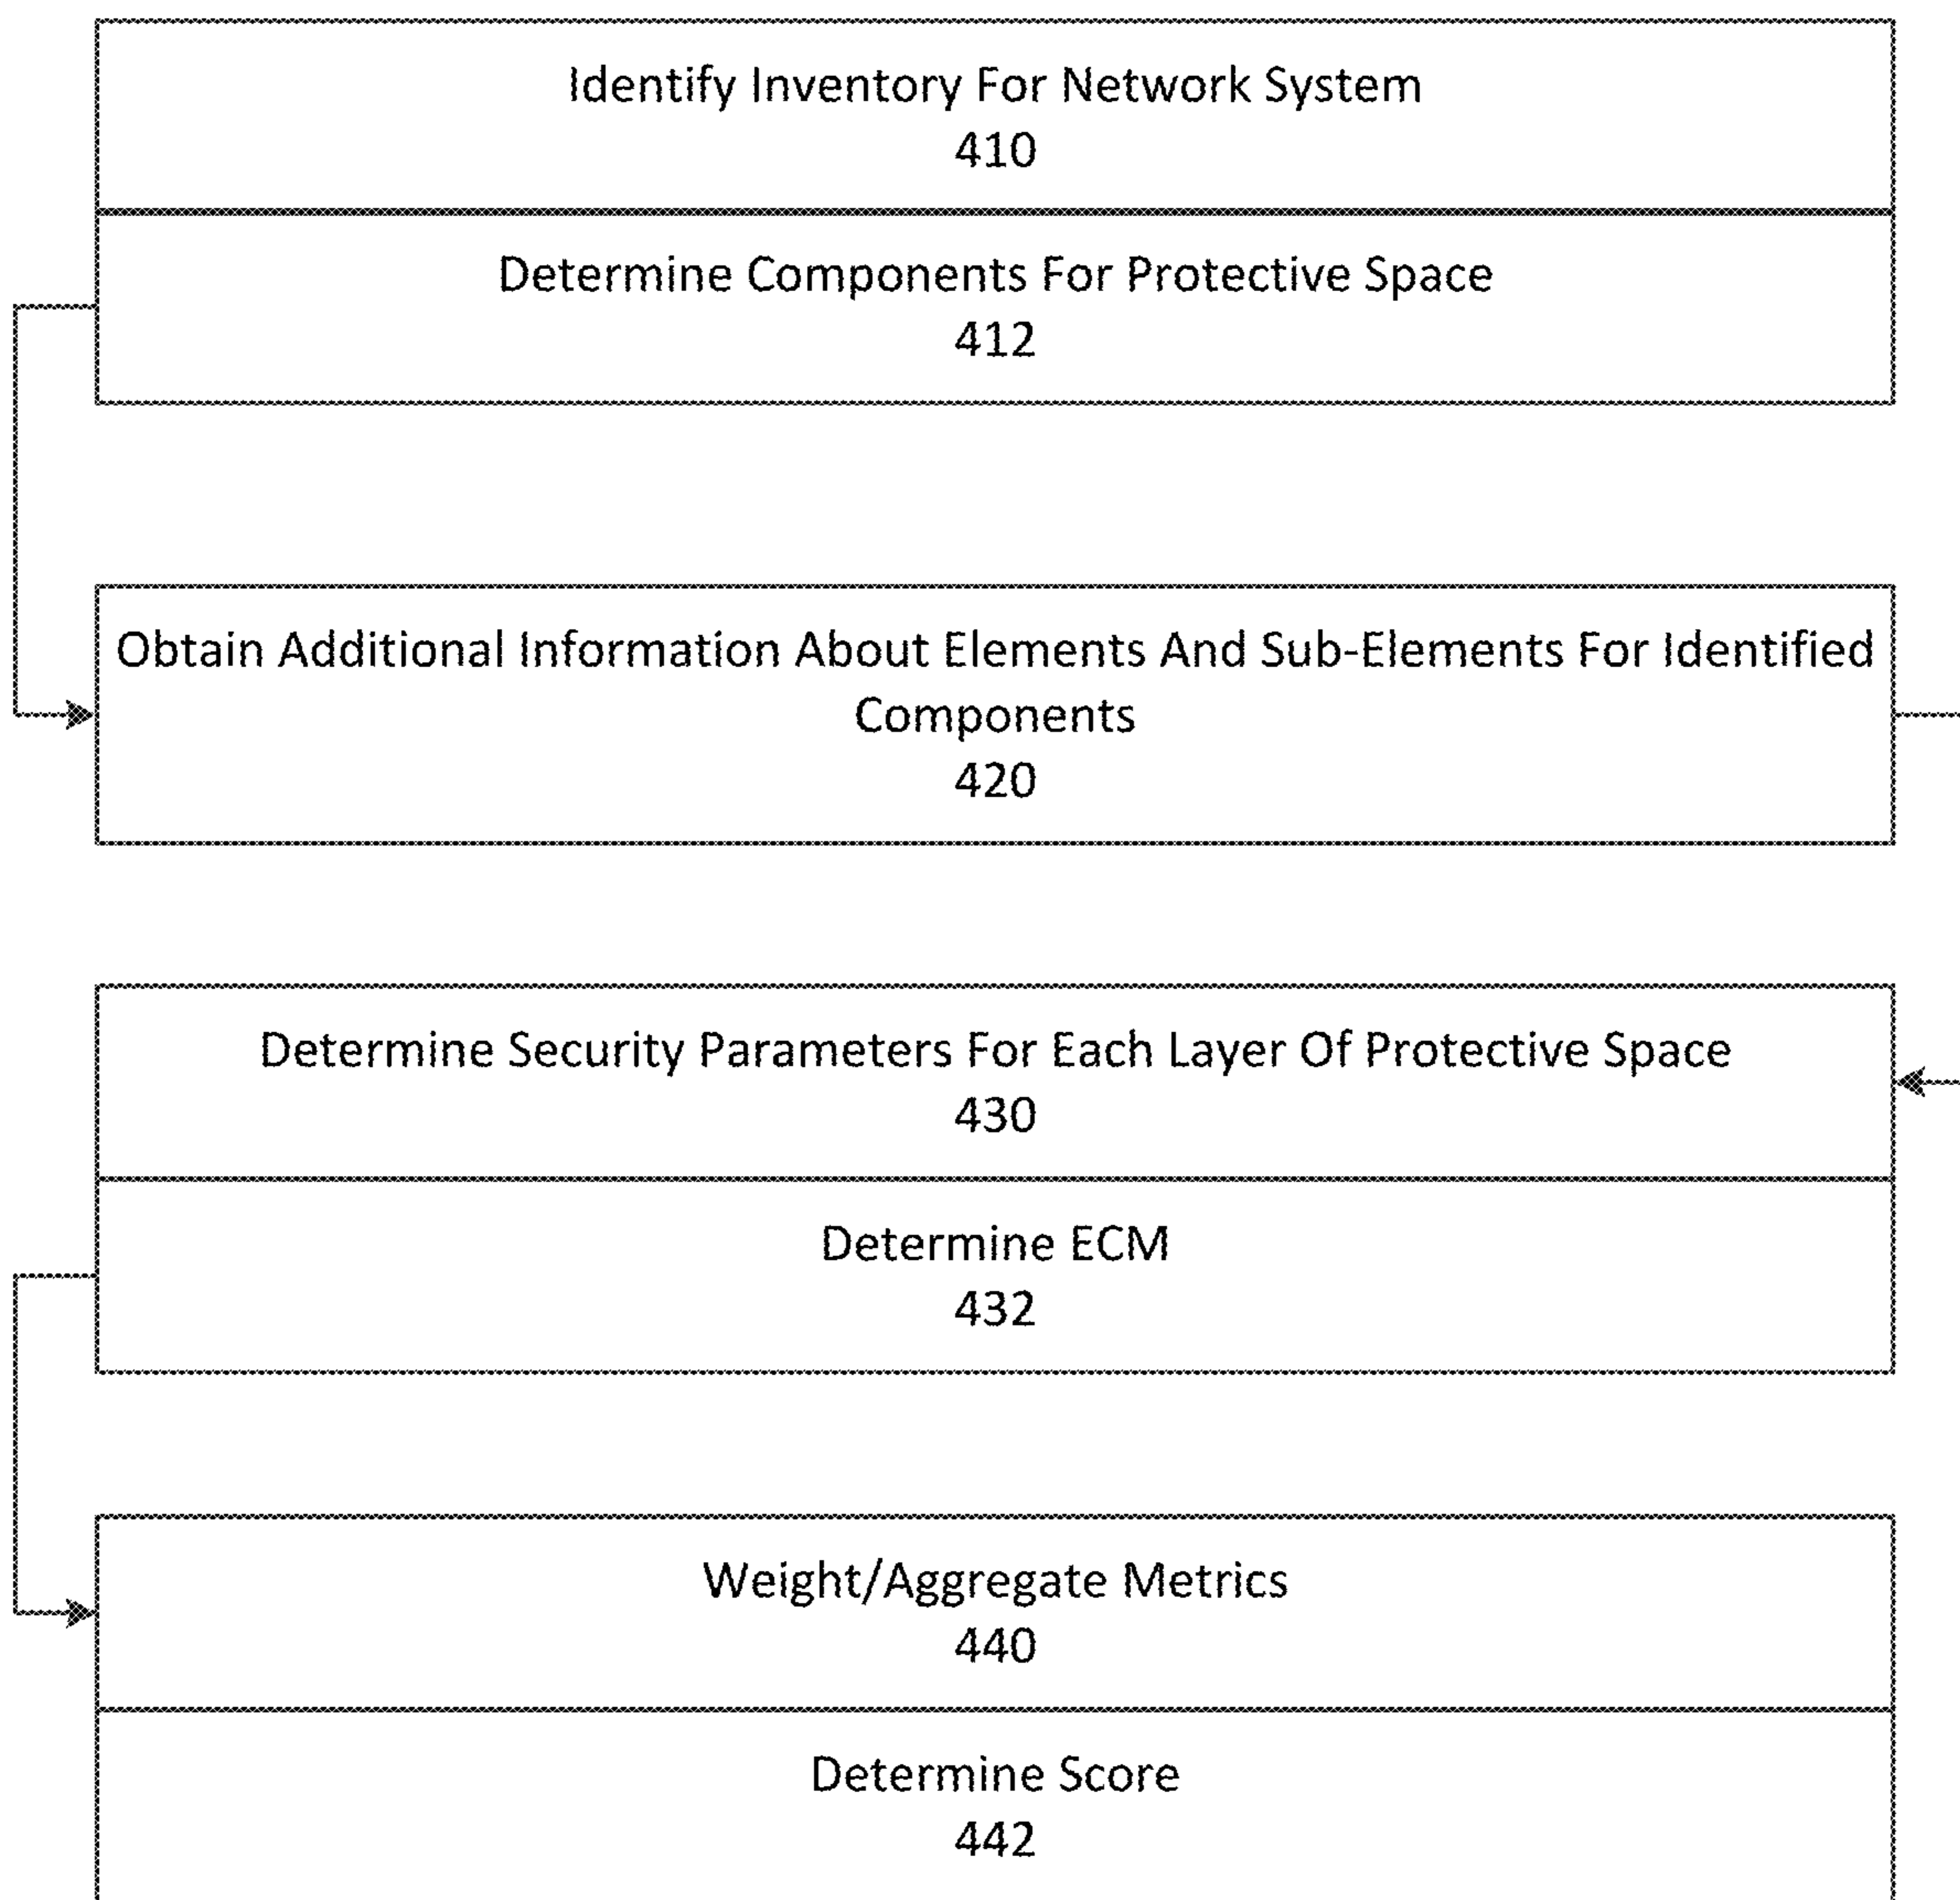 Identify Inventory For Network System
410
Determine Components For Protective Space
412
Obtain Additional Information About Elements And Sub-Elements For Identified
Components
420
Determine Security Parameters For Each Layer Of Protective Space
430
Determine ECM
432
Weight/Aggregate Metrics
440
Determine Score
442